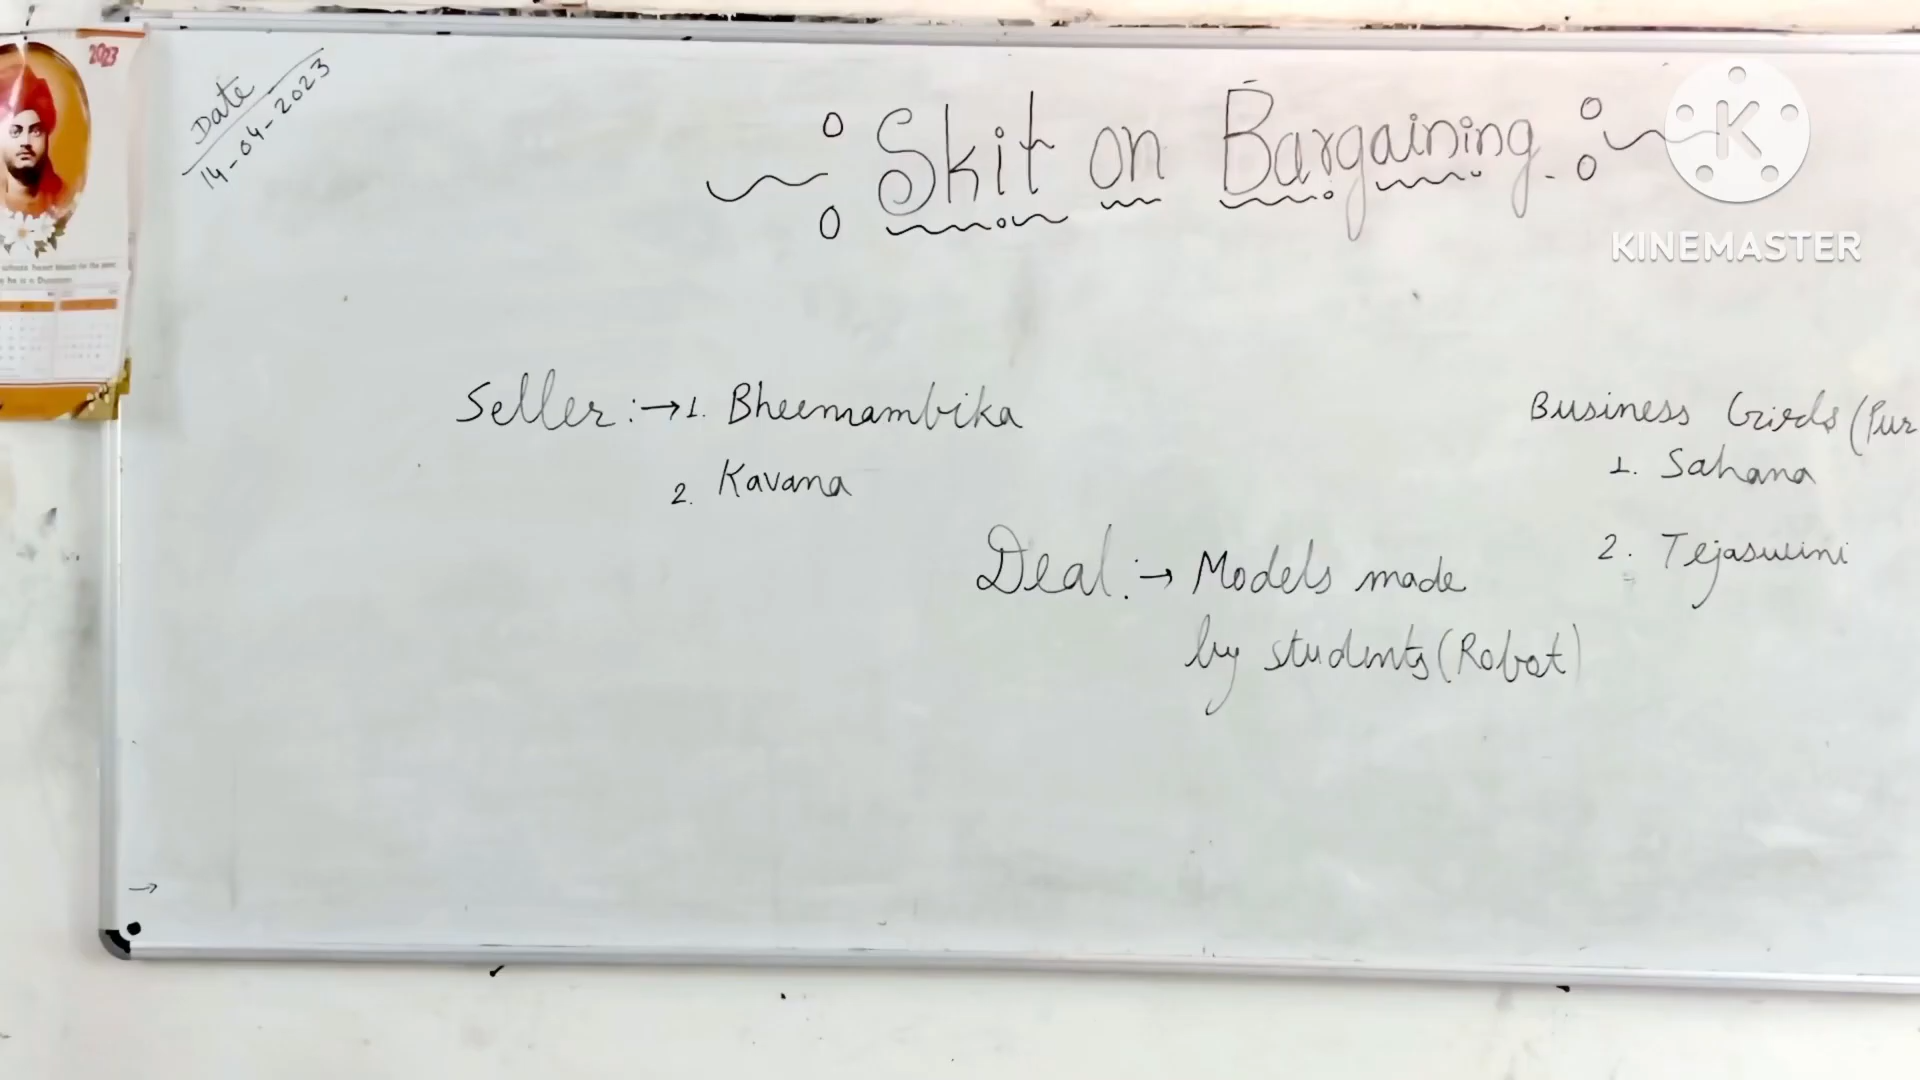 2023
Date
14-04-2023
Skit on Bargaining.
KINEMASTER
Seller :→ 1. Bheemambika
2. Kavana
Business Girls (Pur
1. Sahana
2. Tejaswini
Deal :→ Models made
by students (Robot)
→